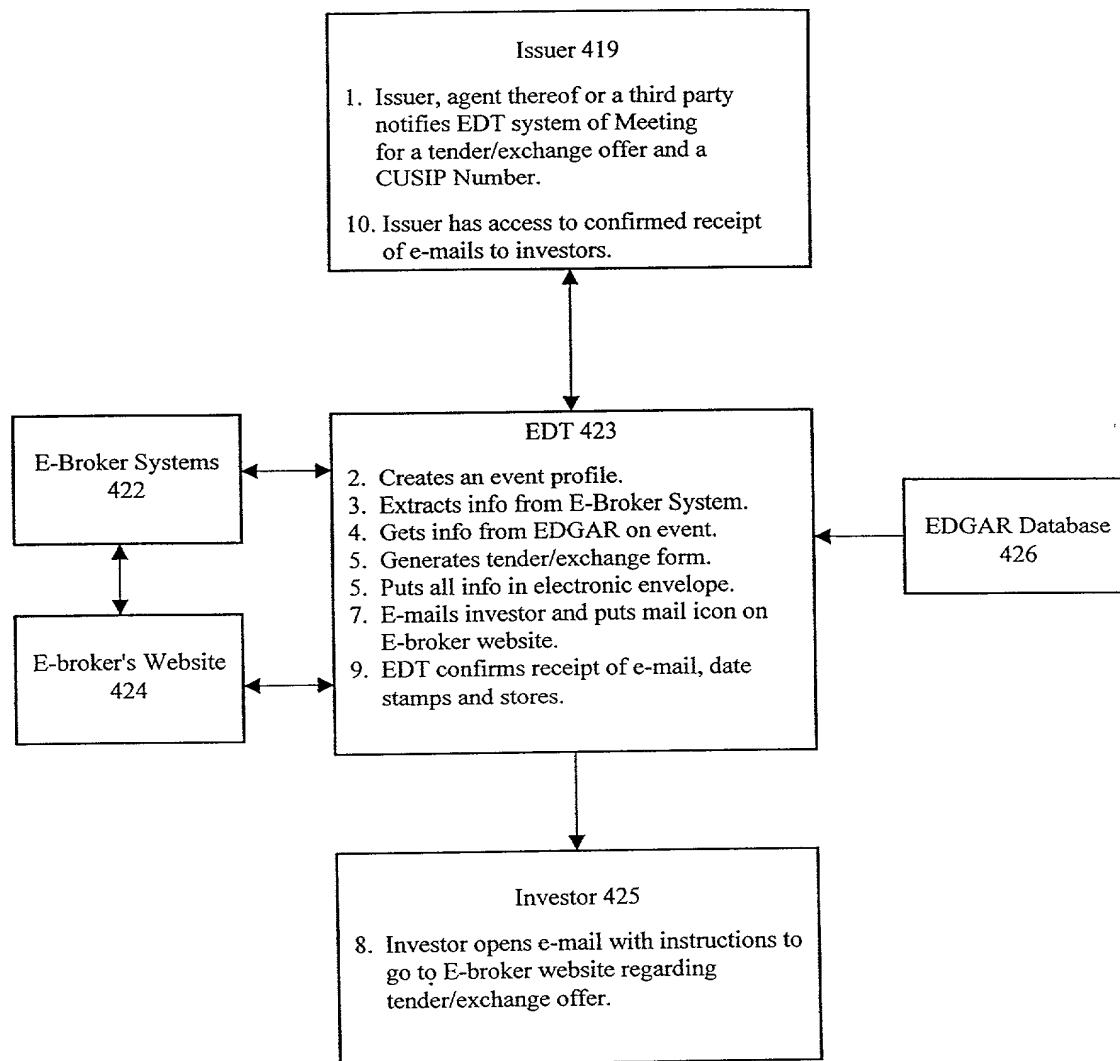 Issuer 419
1. Issuer, agent thereof or a third party
notifies EDT system of Meeting
for a tender/exchange offer and a
CUSIP Number.
10. Issuer has access to confirmed receipt
of e-mails to investors.
E-Broker Systems
422
E-broker's Website
424
EDT 423
2. Creates an event profile.
3. Extracts info from E-Broker System.
4. Gets info from EDGAR on event.
5. Generates tender/exchange form.
5. Puts all info in electronic envelope.
7. E-mails investor and puts mail icon on
E-broker website.
9. EDT confirms receipt of e-mail, date
stamps and stores.
EDGAR Database
426
Investor 425
8. Investor opens e-mail with instructions to
go to E-broker website regarding
tender/exchange offer.